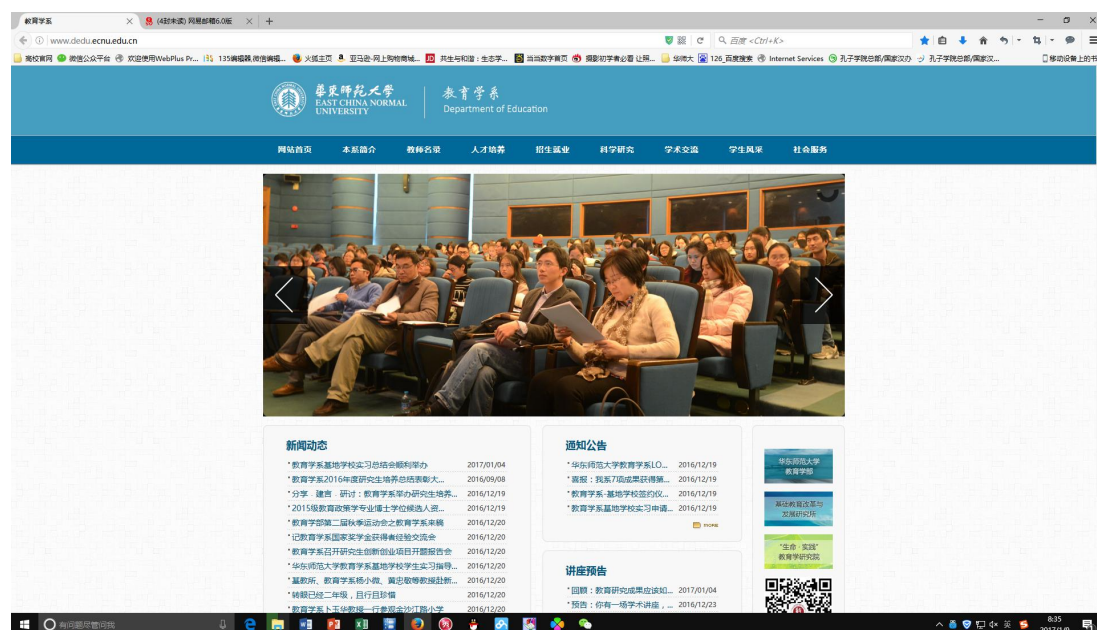 教育学系
(4封未读) 网易邮箱6.0版
www.dedu.ecnu.edu.cn
百度 <Ctrl+K>
高校官网 微信公众平台 欢迎使用WebPlus Pr... 135编辑器,微信编辑... 火狐主页 亚马逊-网上购物商城... 共生与和谐：生态学... 当当数字首页 摄影初学者必看 让照... 华师大 126_百度搜索 Internet Services 孔子学院总部/国家汉办 孔子学院总部/国家汉... 移动设备上的书
華東師範大學
EAST CHINA NORMAL
UNIVERSITY
教育学系
Department of Education
网站首页 本系简介 教师名录 人才培养 招生就业 科学研究 学术交流 学生风采 社会服务
新闻动态
教育学系基地学校实习总结会顺利举办 2017/01/04
教育学系2016年度研究生培养总结表彰大... 2016/09/08
分享﹒建言﹒研讨：教育学系举办研究生培养... 2016/12/19
2015级教育政策学专业博士学位候选人资... 2016/12/19
教育学部第二届秋季运动会之教育学系来稿 2016/12/20
记教育学系国家奖学金获得者经验交流会 2016/12/20
教育学系召开研究生创新创业项目开题报告会 2016/12/20
华东师范大学教育学系基地学校学生实习指导... 2016/12/20
基教所、教育学系杨小微、黄忠敬等教授赴新... 2016/12/20
转眼已经二年级，且行且珍惜 2016/12/20
教育学系卜玉华教授一行参观金沙江路小学 2016/12/20
通知公告
华东师范大学教育学系LO... 2016/12/19
喜报：我系7项成果获得第... 2016/12/19
教育学系-基地学校签约仪... 2016/12/19
教育学系基地学校实习申请... 2016/12/19
more
讲座预告
回顾：教育研究成果应该如... 2017/01/04
预告：你有一场学术讲座，... 2016/12/23
华东师范大学
教育学部
基础教育改革与
发展研究所
“生命·实践”
教育学研究院
有问题尽管问我
英
8:35
2017/1/9